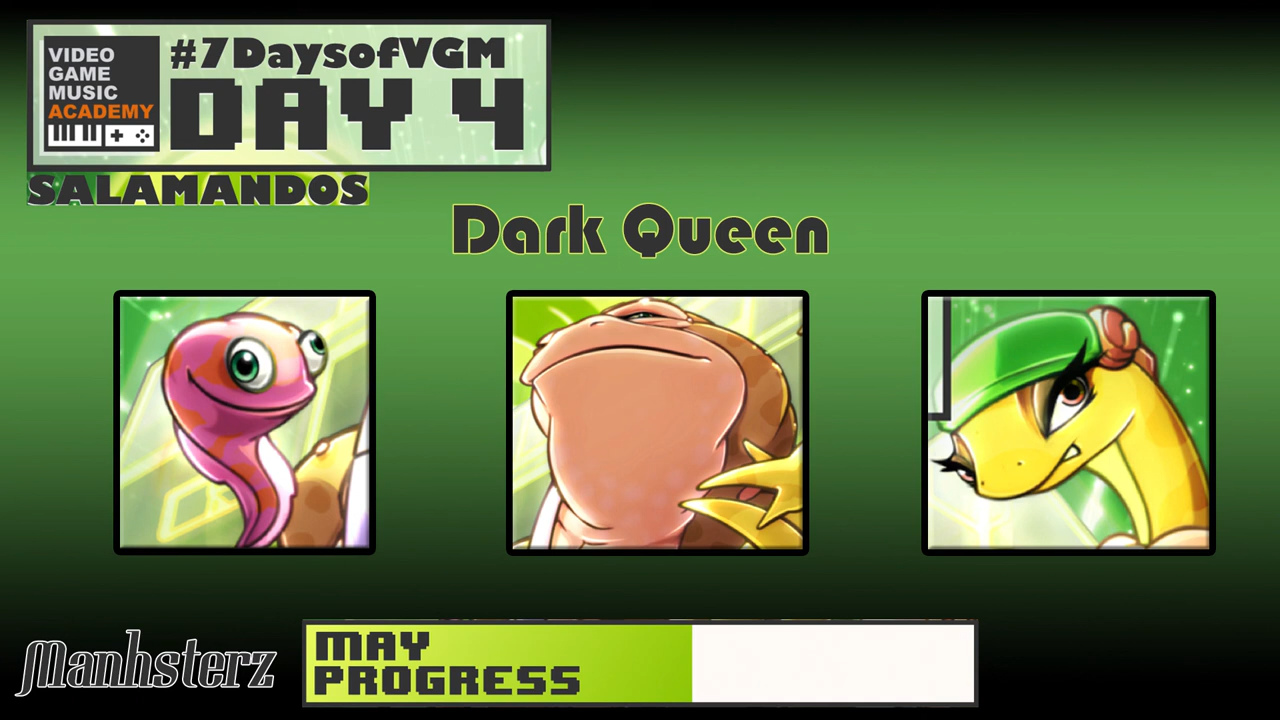 VIDEO
GAME
MUSIC
ACADEMY
#7DaysofVGM
DAY 4
SALAMANDOS
Dark Queen
Manhsterz
MAY
PROGRESS